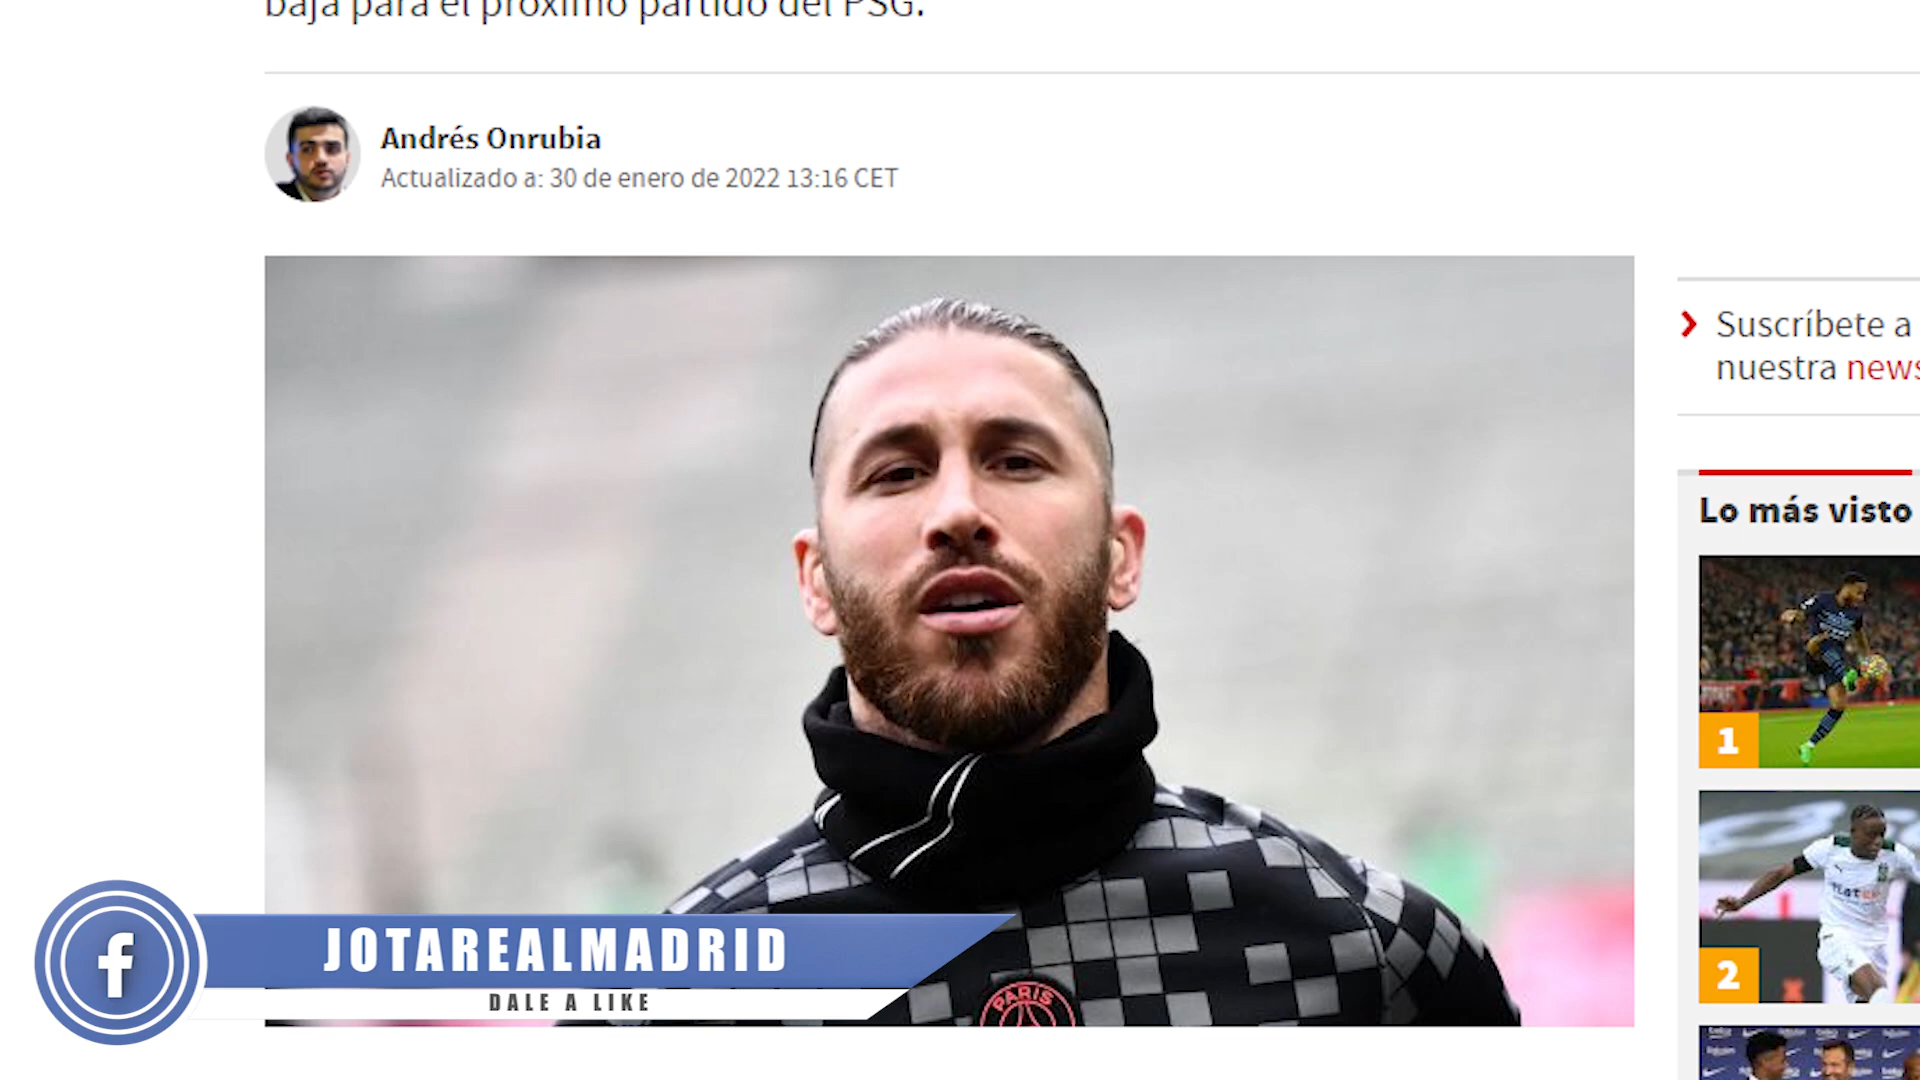 baja para el próximo partido del PSG.
Andrés Onrubia
Actualizado a: 30 de enero de 2022 13:16 CET
Suscríbete a
nuestra news
Lo más visto
1
2
PARIS
JOTAREALMADRID
DALE A LIKE